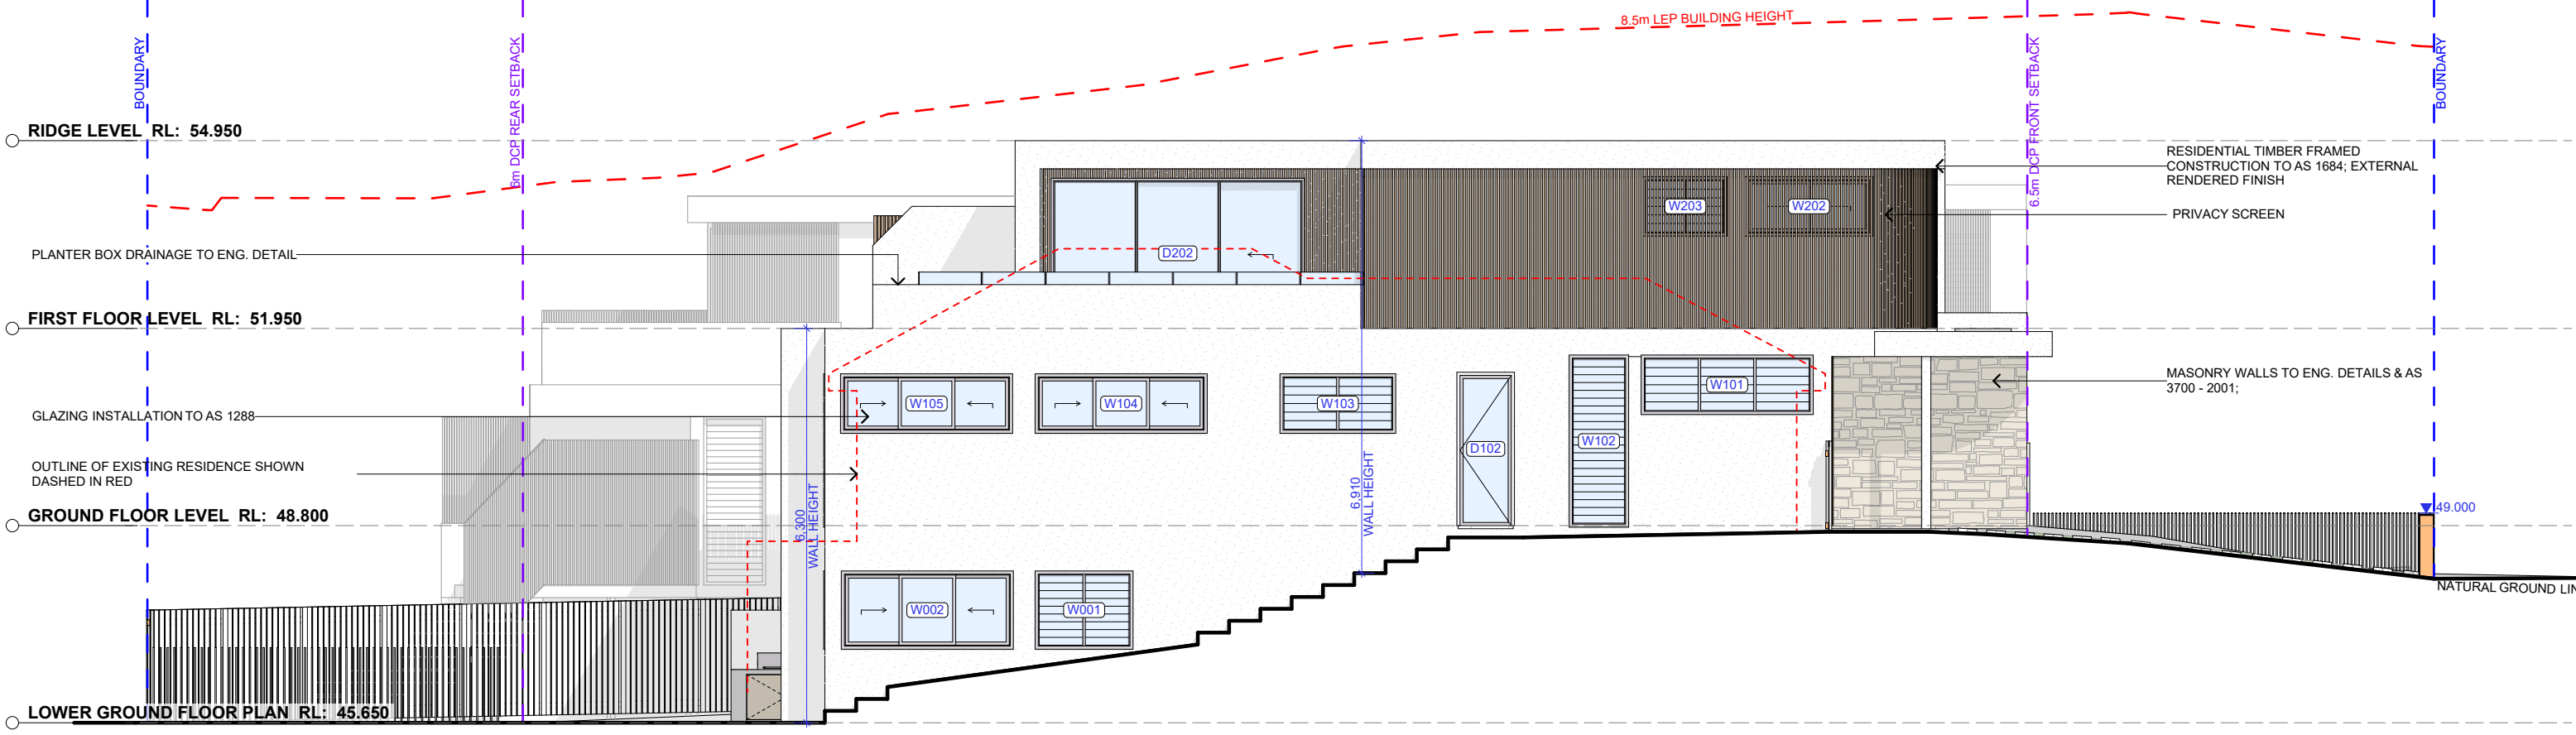 8.5m LEP BUILDING HEIGHT
BOUNDARY
6m DCP REAR SETBACK
6.5m DCP FRONT SETBACK
BOUNDARY
RIDGE LEVEL  RL:  54.950
RESIDENTIAL TIMBER FRAMED
CONSTRUCTION TO AS 1684; EXTERNAL
RENDERED FINISH
W203
W202
PRIVACY SCREEN
PLANTER BOX DRAINAGE TO ENG. DETAIL
D202
FIRST FLOOR LEVEL  RL:  51.950
MASONRY WALLS TO ENG. DETAILS & AS
3700 - 2001;
W105
W104
W103
W101
GLAZING INSTALLATION TO AS 1288
D102
W102
OUTLINE OF EXISTING RESIDENCE SHOWN
DASHED IN RED
6,300
WALL HEIGHT
6,910
WALL HEIGHT
GROUND FLOOR LEVEL  RL:  48.800
49.000
NATURAL GROUND LIN
W002
W001
LOWER GROUND FLOOR PLAN  RL:  45.650